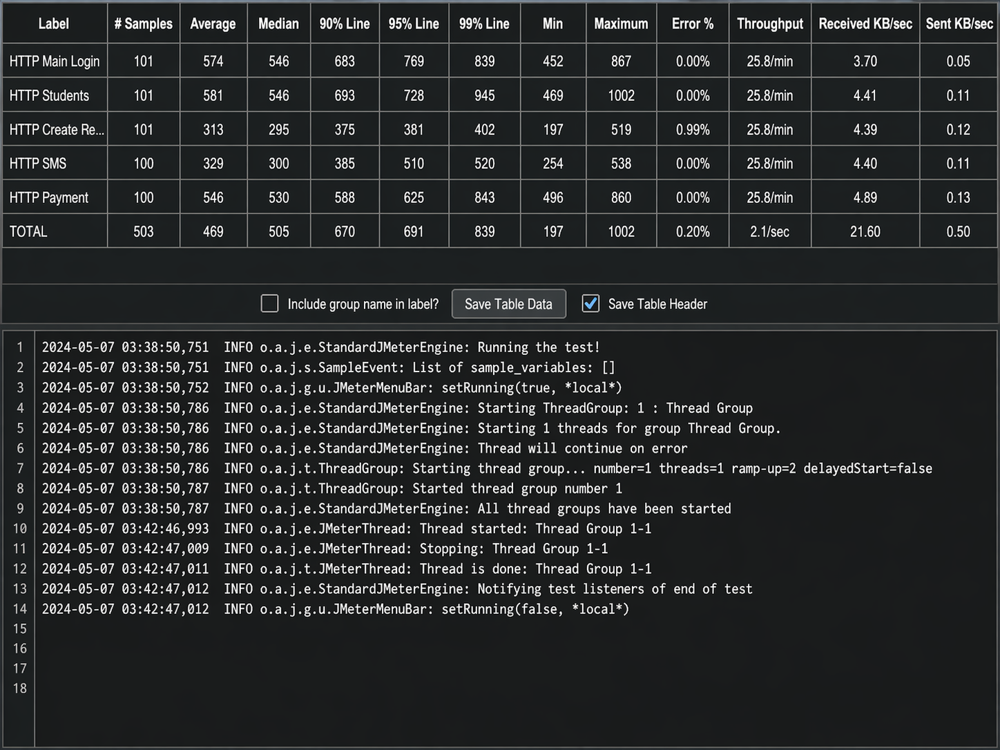 Label # Samples Average Median 90% Line 95% Line 99% Line Min Maximum Error % Throughput Received KB/sec Sent KB/sec
HTTP Main Login 101 574 546 683 769 839 452 867 0.00% 25.8/min 3.70 0.05
HTTP Students 101 581 546 693 728 945 469 1002 0.00% 25.8/min 4.41 0.11
HTTP Create Re... 101 313 295 375 381 402 197 519 0.99% 25.8/min 4.39 0.12
HTTP SMS 100 329 300 385 510 520 254 538 0.00% 25.8/min 4.40 0.11
HTTP Payment 100 546 530 588 625 843 496 860 0.00% 25.8/min 4.89 0.13
TOTAL 503 469 505 670 691 839 197 1002 0.20% 2.1/sec 21.60 0.50
Include group name in label? Save Table Data Save Table Header
1 2024-05-07 03:38:50,751 INFO o.a.j.e.StandardJMeterEngine: Running the test!
2 2024-05-07 03:38:50,751 INFO o.a.j.s.SampleEvent: List of sample_variables: []
3 2024-05-07 03:38:50,752 INFO o.a.j.g.u.JMeterMenuBar: setRunning(true, *local*)
4 2024-05-07 03:38:50,786 INFO o.a.j.e.StandardJMeterEngine: Starting ThreadGroup: 1 : Thread Group
5 2024-05-07 03:38:50,786 INFO o.a.j.e.StandardJMeterEngine: Starting 1 threads for group Thread Group.
6 2024-05-07 03:38:50,786 INFO o.a.j.e.StandardJMeterEngine: Thread will continue on error
7 2024-05-07 03:38:50,786 INFO o.a.j.t.ThreadGroup: Starting thread group... number=1 threads=1 ramp-up=2 delayedStart=false
8 2024-05-07 03:38:50,787 INFO o.a.j.t.ThreadGroup: Started thread group number 1
9 2024-05-07 03:38:50,787 INFO o.a.j.e.StandardJMeterEngine: All thread groups have been started
10 2024-05-07 03:42:46,993 INFO o.a.j.e.JMeterThread: Thread started: Thread Group 1-1
11 2024-05-07 03:42:47,009 INFO o.a.j.e.JMeterThread: Stopping: Thread Group 1-1
12 2024-05-07 03:42:47,011 INFO o.a.j.t.JMeterThread: Thread is done: Thread Group 1-1
13 2024-05-07 03:42:47,012 INFO o.a.j.e.StandardJMeterEngine: Notifying test listeners of end of test
14 2024-05-07 03:42:47,012 INFO o.a.j.g.u.JMeterMenuBar: setRunning(false, *local*)
15
16
17
18